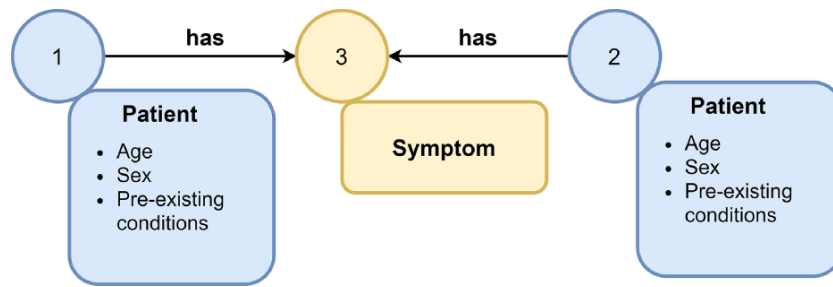 1
has
3
has
2
Patient
• Age
• Sex
• Pre-existing
conditions
Symptom
Patient
• Age
• Sex
• Pre-existing
conditions